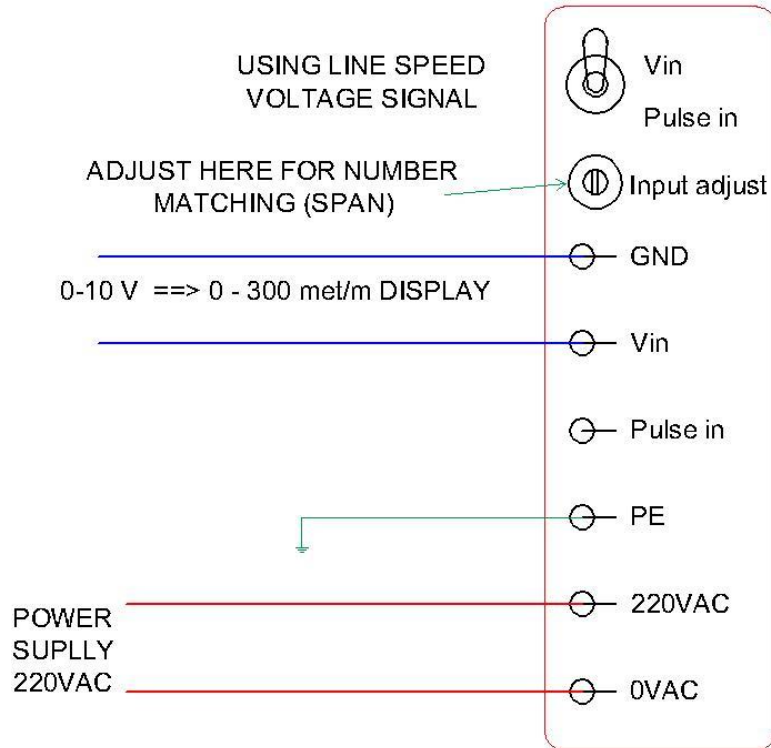 USING LINE SPEED
VOLTAGE SIGNAL
Vin
Pulse in
ADJUST HERE FOR NUMBER
MATCHING (SPAN)
Input adjust
GND
0-10 V ==> 0 - 300 met/m DISPLAY
Vin
Pulse in
PE
POWER
SUPLLY
220VAC
220VAC
0VAC